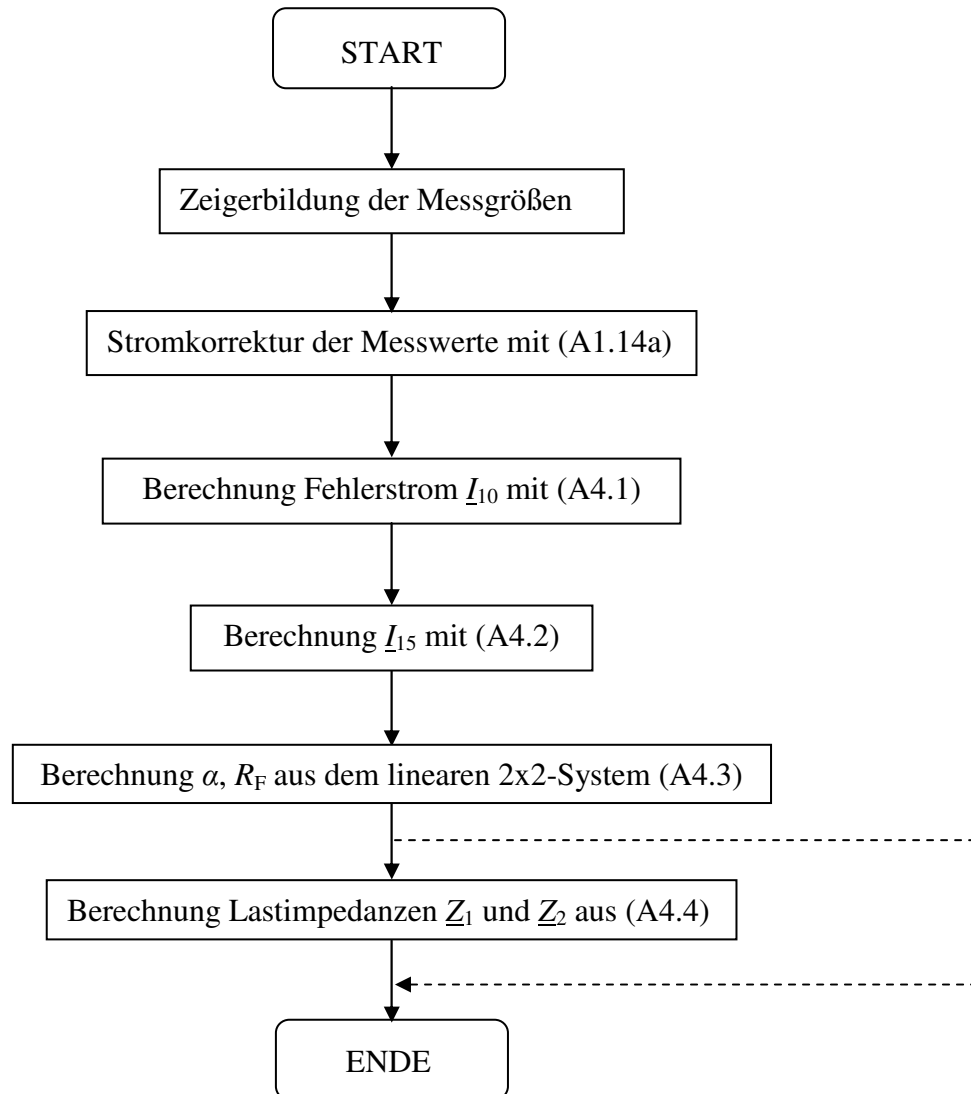 START
Zeigerbildung der Messgrößen
Stromkorrektur der Messwerte mit (A1.14a)
Berechnung Fehlerstrom I10 mit (A4.1)
Berechnung I15 mit (A4.2)
Berechnung α, RF aus dem linearen 2x2-System (A4.3)
Berechnung Lastimpedanzen Z1 und Z2 aus (A4.4)
ENDE